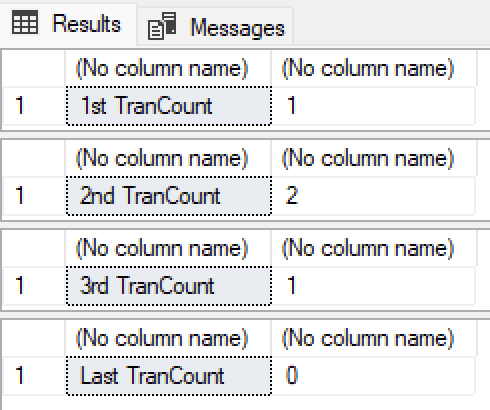 Results Messages
(No column name) (No column name)
1 1st TranCount 1
(No column name) (No column name)
1 2nd TranCount 2
(No column name) (No column name)
1 3rd TranCount 1
(No column name) (No column name)
1 Last TranCount 0